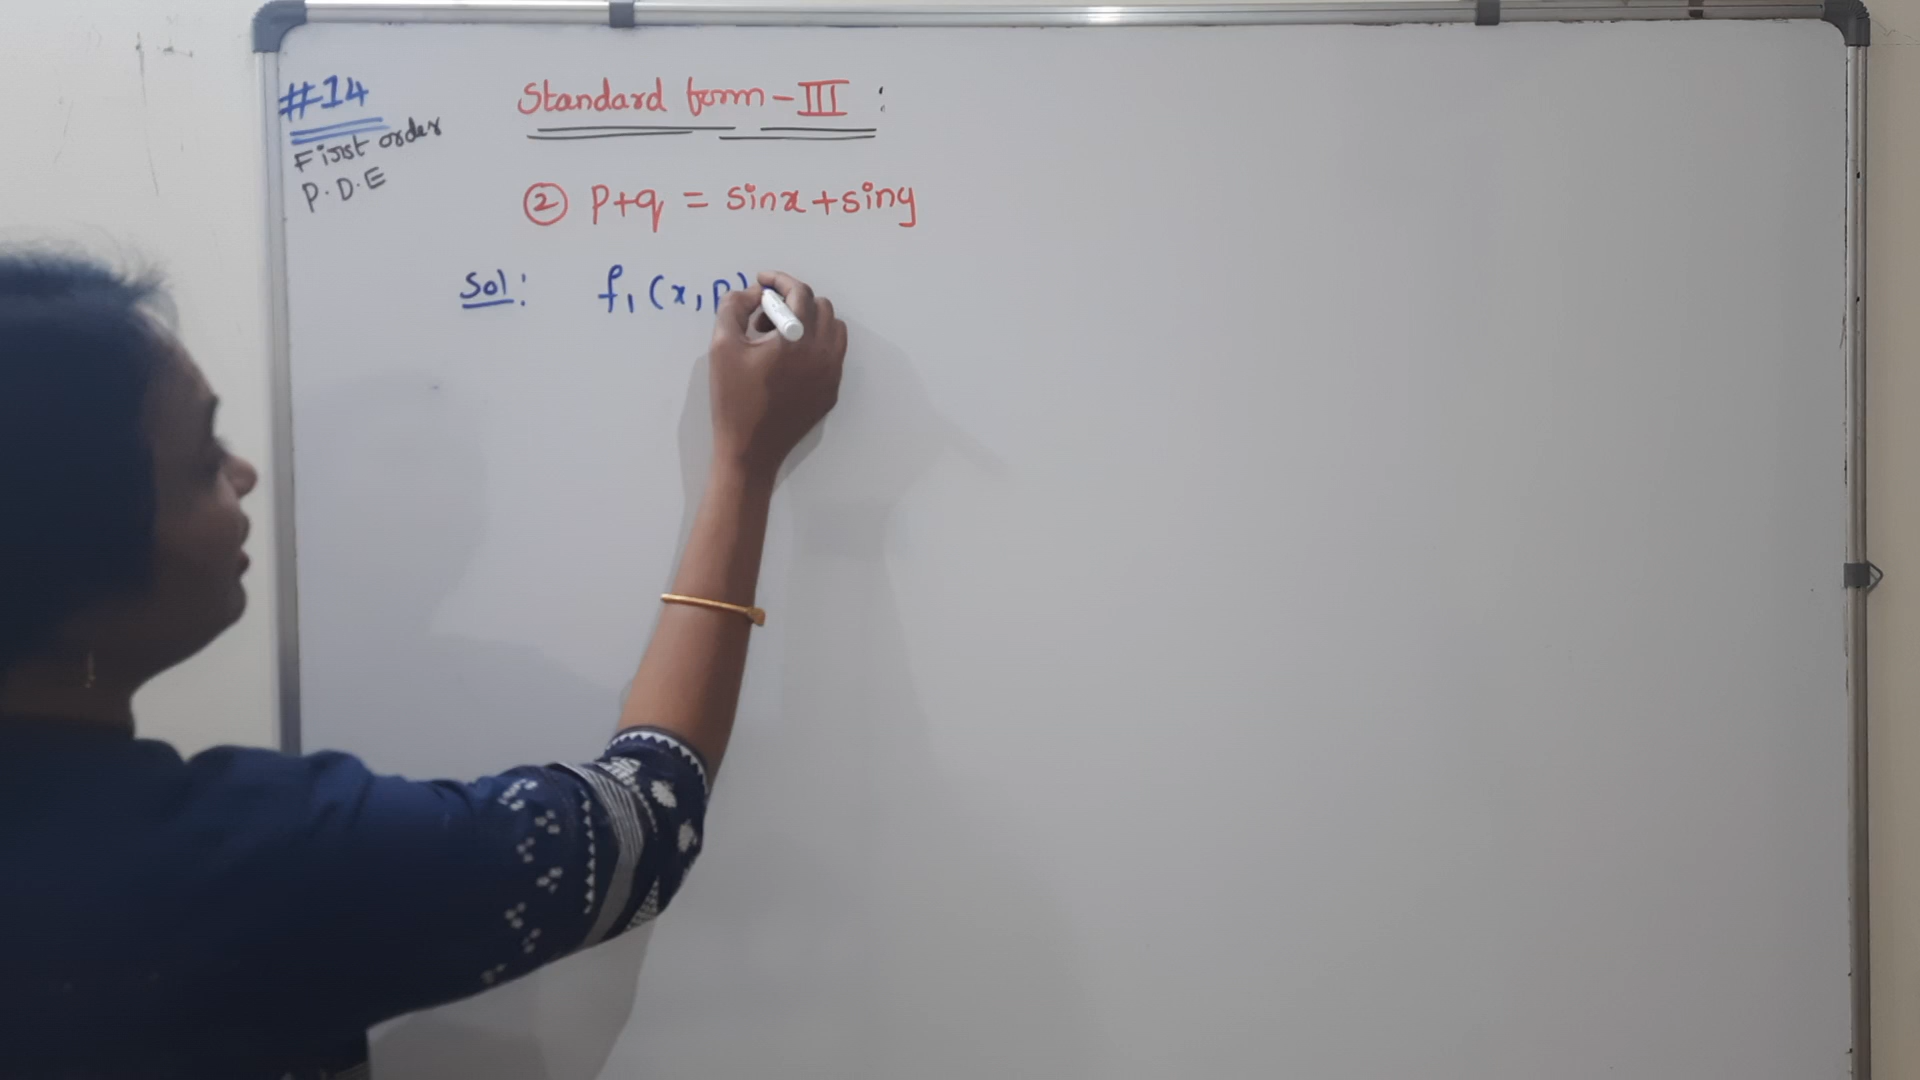 #14
First order
P.D.E
Standard form-III :
② p+q = sinx+siny
Sol: f₁(x,p)